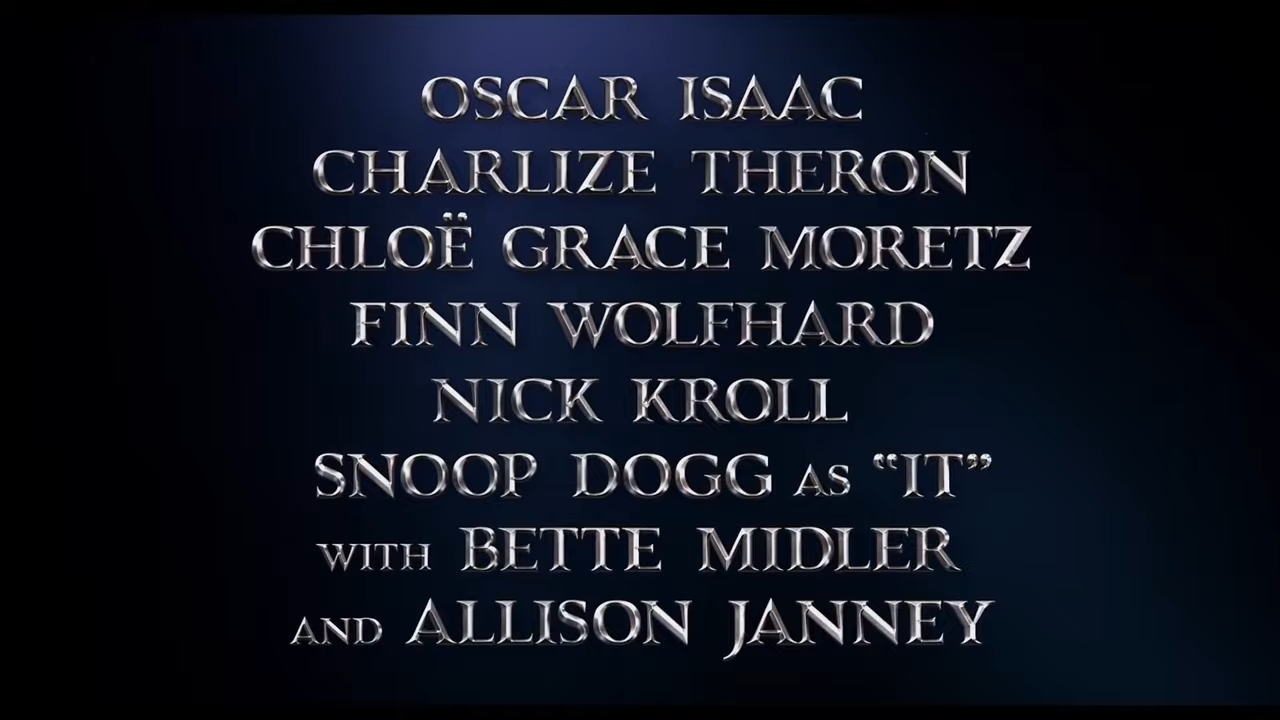 OSCAR ISAAC
CHARLIZE THERON
CHLOË GRACE MORETZ
FINN WOLFHARD
NICK KROLL
SNOOP DOGG AS “IT”
WITH BETTE MIDLER
AND ALLISON JANNEY